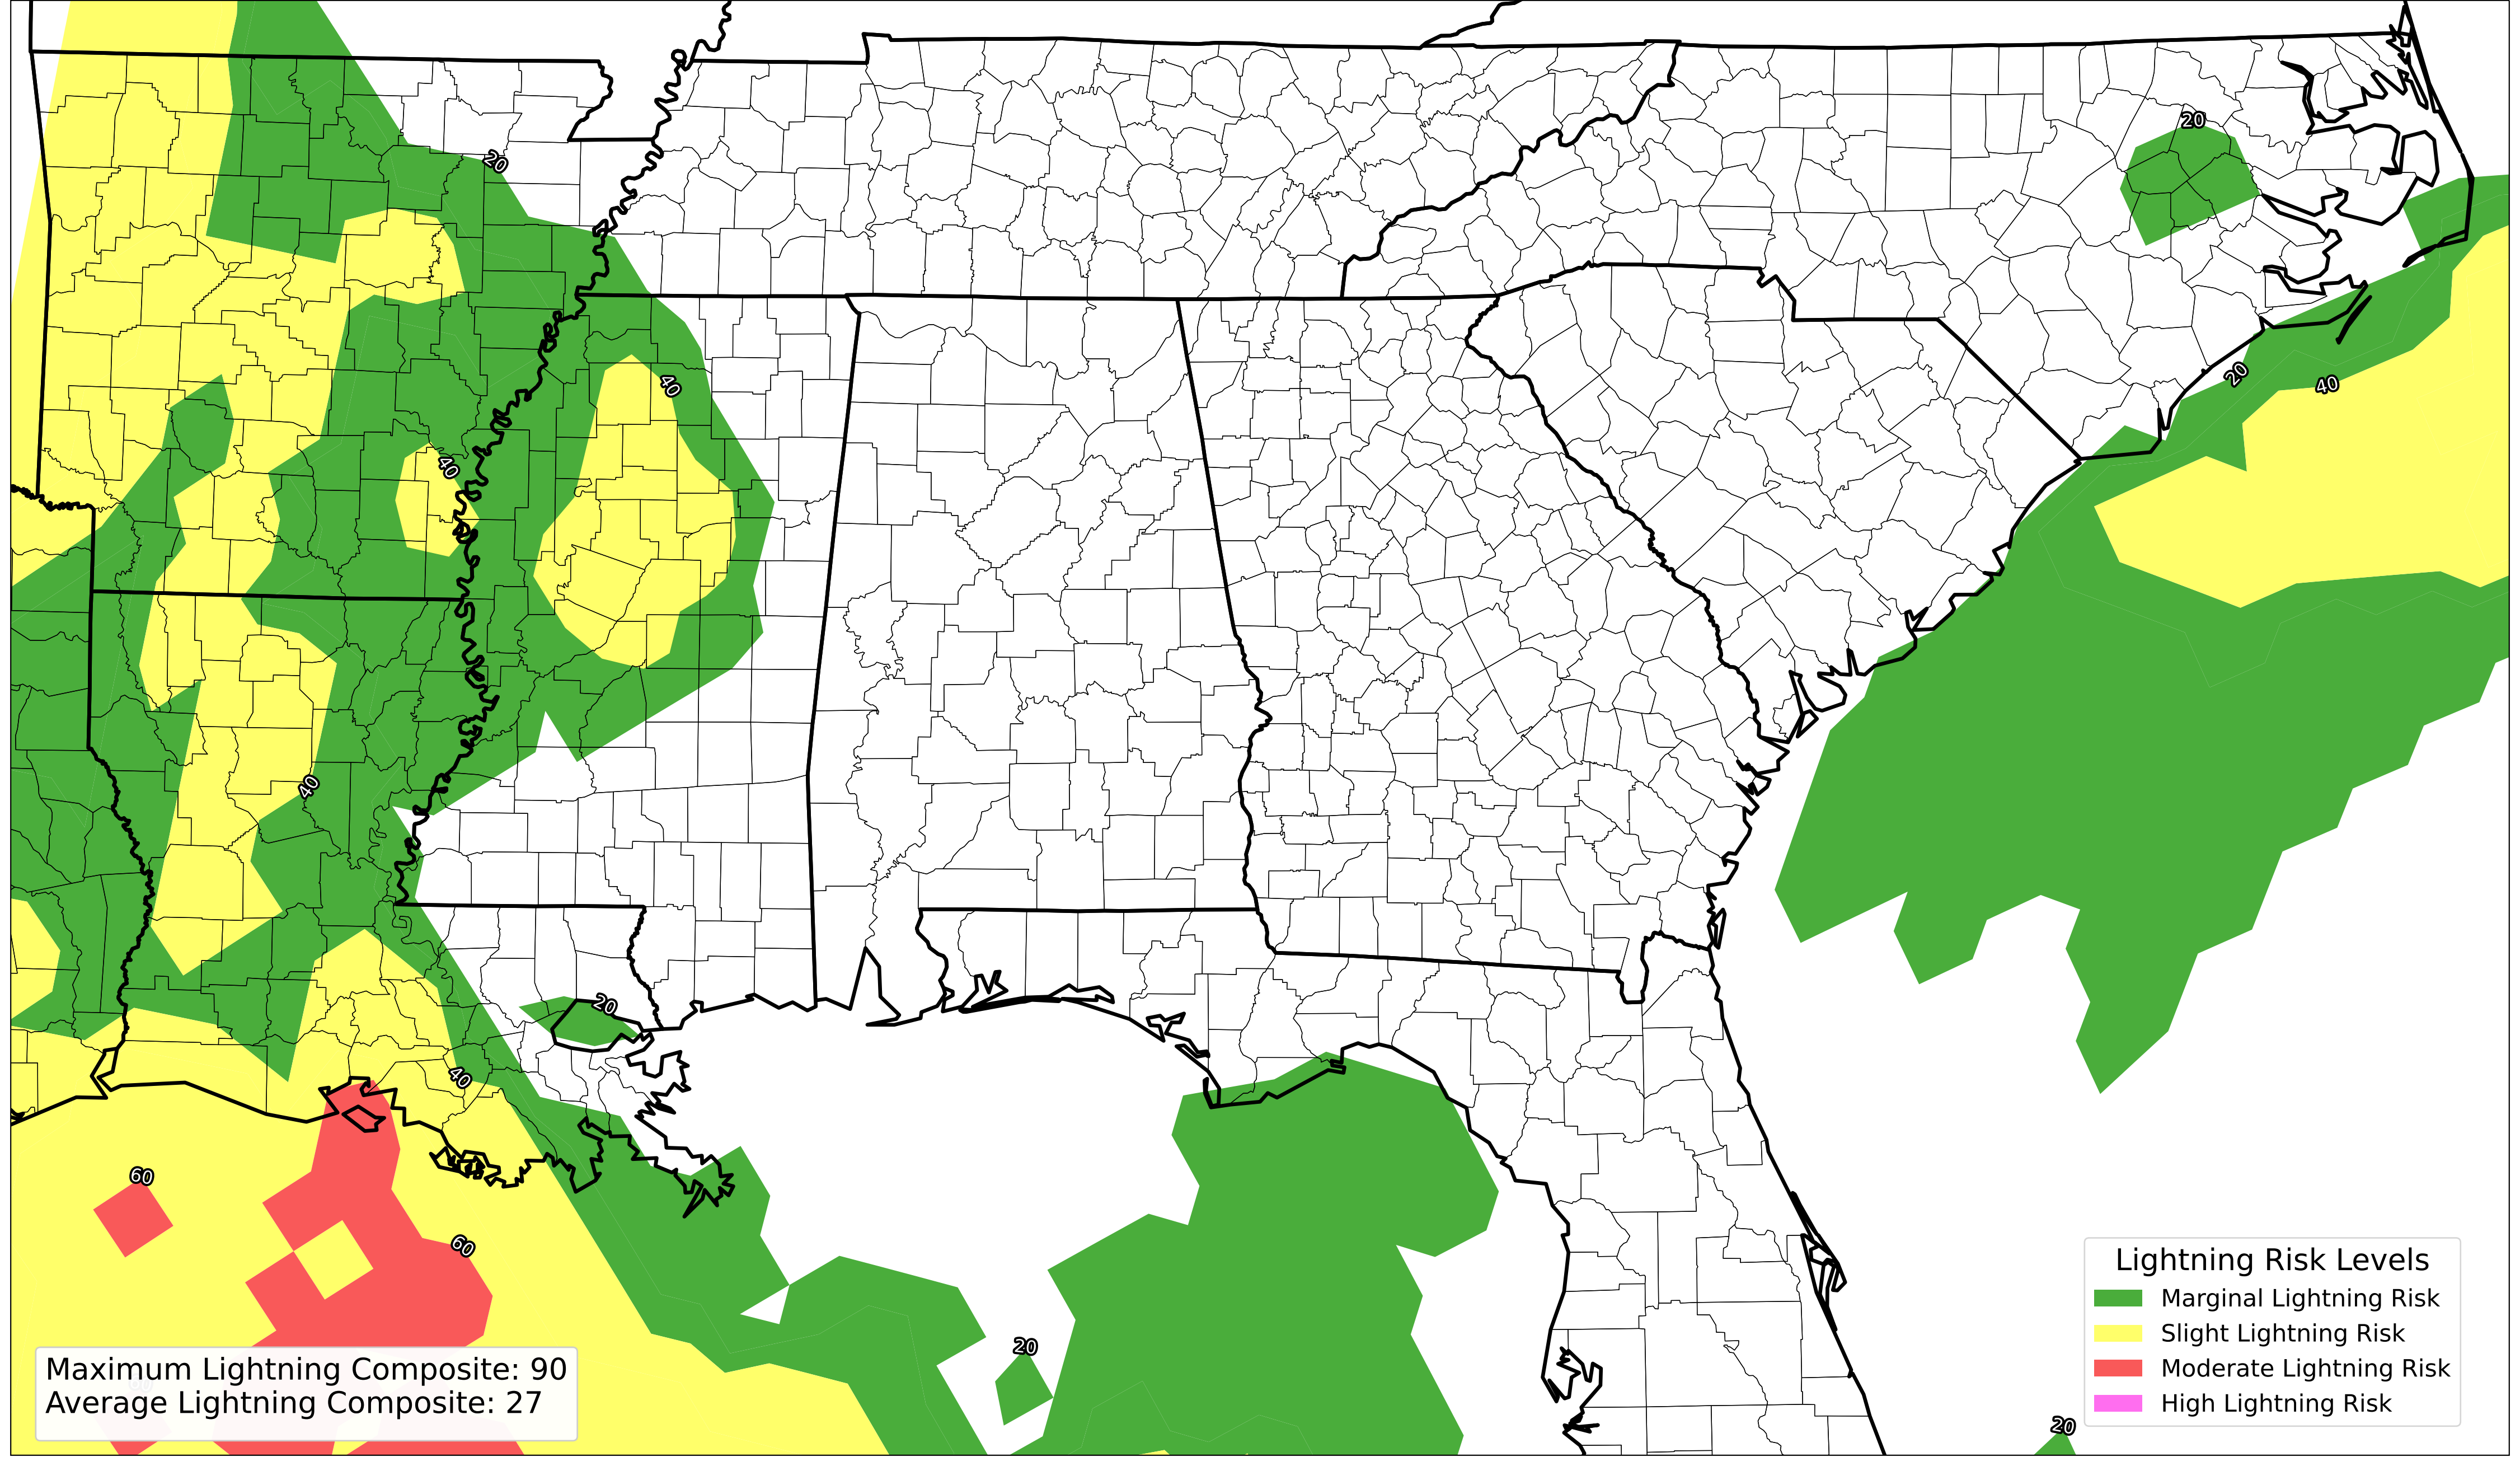 20
20
40
40
20
40
40
20
40
60
60
20
20
Lightning Risk Levels
Marginal Lightning Risk
Slight Lightning Risk
Moderate Lightning Risk
High Lightning Risk
Maximum Lightning Composite: 90
Average Lightning Composite: 27